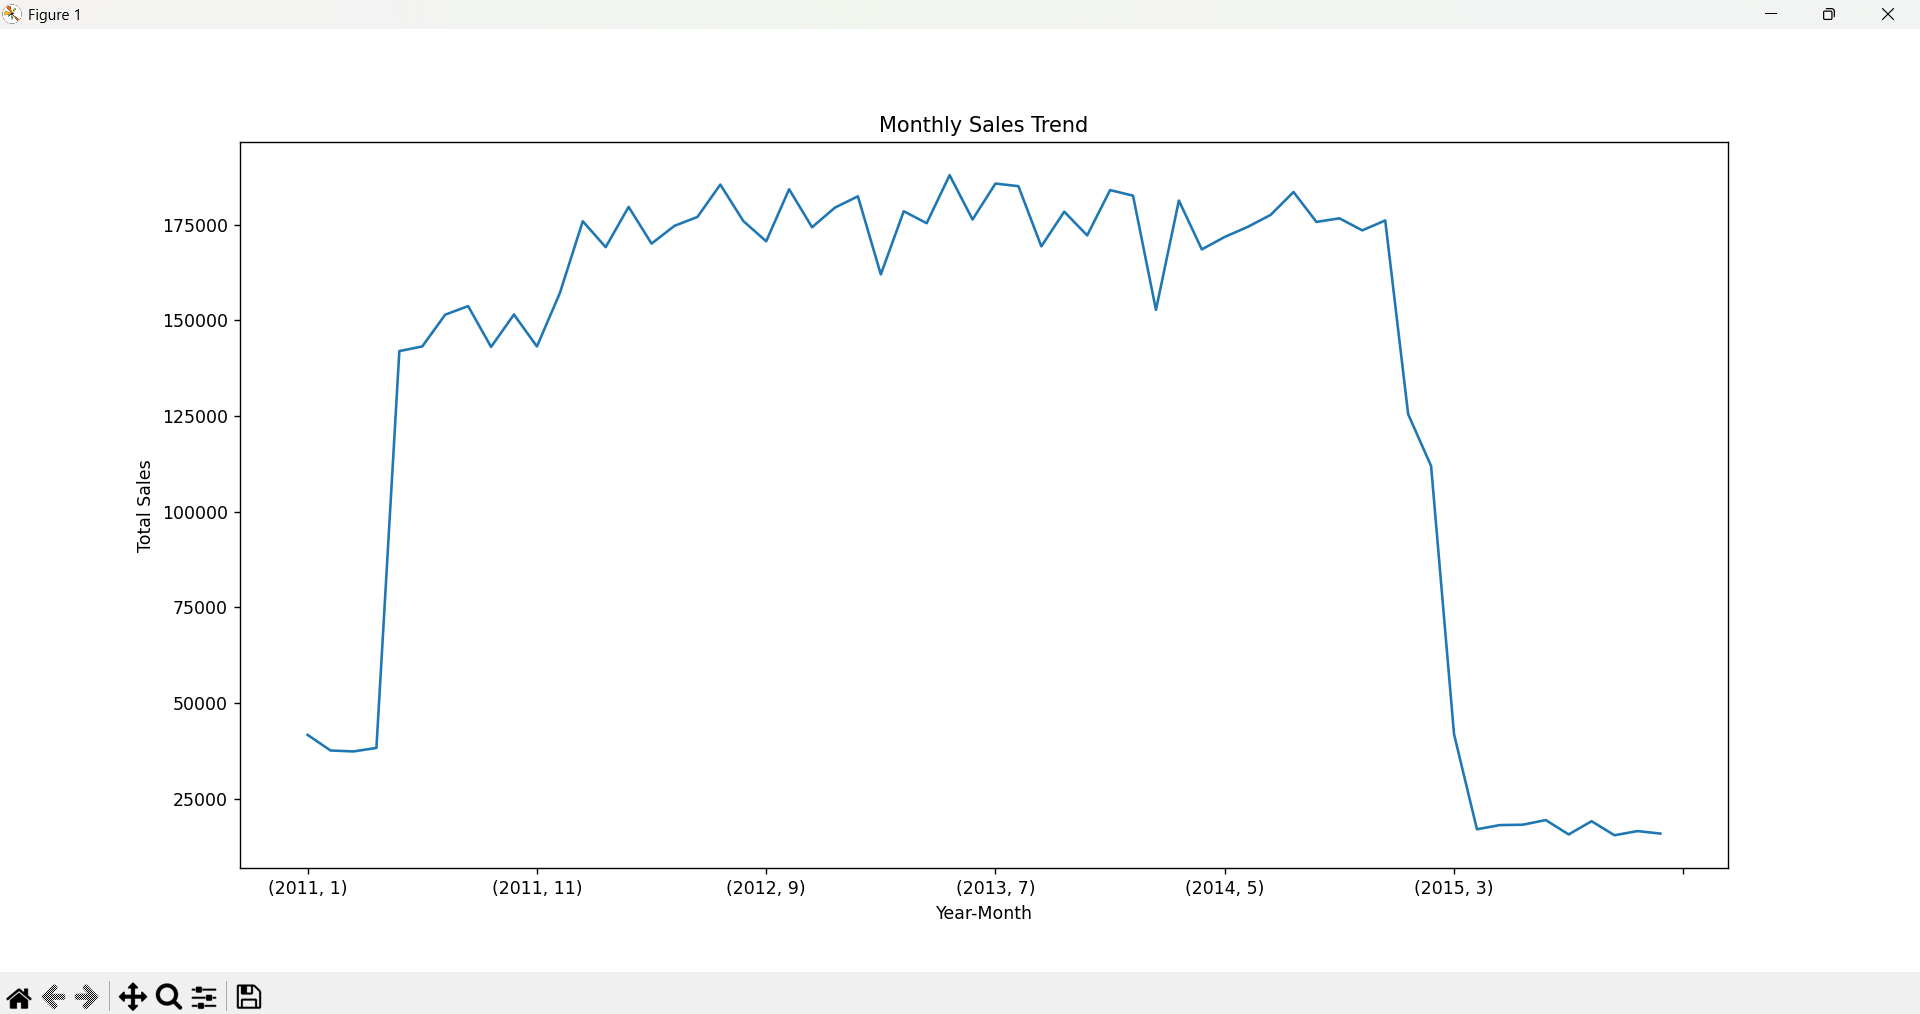 Figure 1
Monthly Sales Trend
175000
150000
125000
100000
75000
50000
25000
Total Sales
(2011, 1) (2011, 11) (2012, 9) (2013, 7) (2014, 5) (2015, 3)
Year-Month